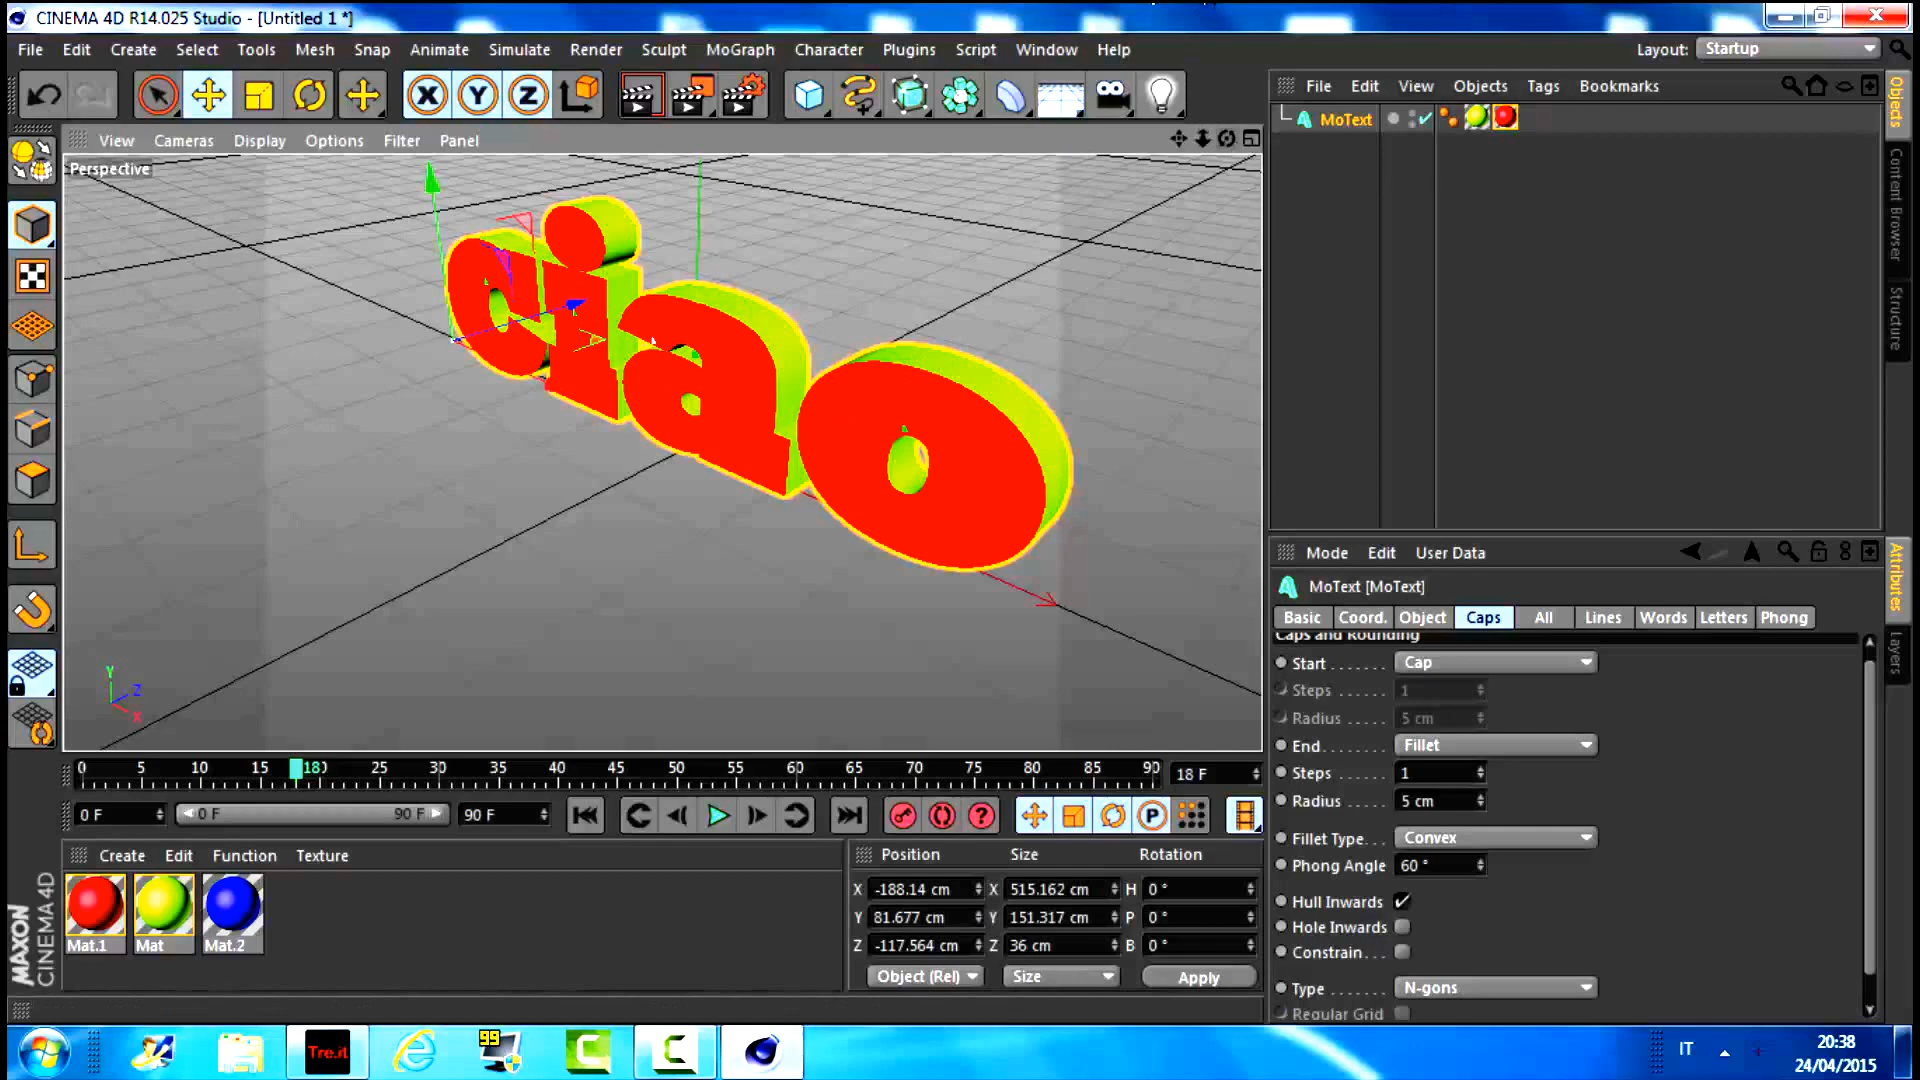 CINEMA 4D R14.025 Studio - [Untitled 1 *]
File Edit Create Select Tools Mesh Snap Animate Simulate Render Sculpt MoGraph Character Plugins Script Window Help Layout: Startup
X Y Z
File Edit View Objects Tags Bookmarks
MoText
Objects
Content Browser
Structure
View Cameras Display Options Filter Panel
Perspective
ciao
Y
Z
X
Mode Edit User Data
Attributes
Layers
MoText [MoText]
Basic Coord. Object Caps All Lines Words Letters Phong
Caps and Rounding
Start . . . . . . . Cap
Steps . . . . . . 1
Radius . . . . . 5 cm
End. . . . . . . . Fillet
Steps . . . . . . 1
Radius . . . . . 5 cm
Fillet Type. . . Convex
Phong Angle 60 °
Hull Inwards
Hole Inwards
Constrain. . .
Type . . . . . . . N-gons
Regular Grid
0 5 10 15 18 25 30 35 40 45 50 55 60 65 70 75 80 85 90 18 F
0 F 0 F 90 F 90 F ? P
Create Edit Function Texture
Mat.1 Mat Mat.2
Position Size Rotation
X -188.14 cm X 515.162 cm H 0 °
Y 81.677 cm Y 151.317 cm P 0 °
Z -117.564 cm Z 36 cm B 0 °
Object (Rel) Size Apply
MAXON
CINEMA 4D
Tre.it 99 C C IT
20:38
24/04/2015